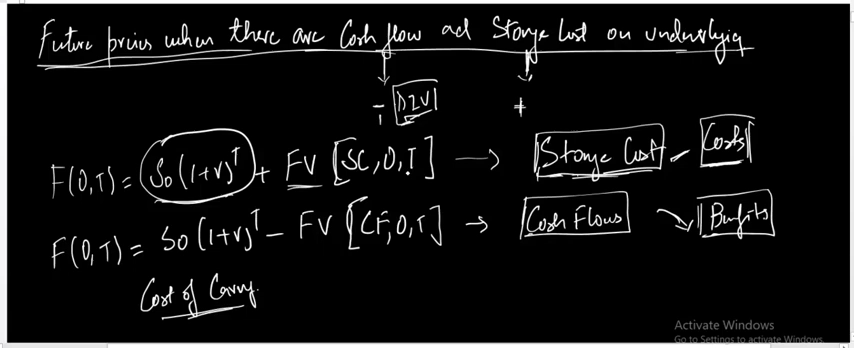 Future prices when there are Cash flow ad Storage Cost on underlying
- DIV +
F(0,T) = S0 (1+r)^T + FV [SC,0,T] → Storage Cost - Costs
F(0,T) = S0 (1+r)^T - FV [CF,0,T] → Cash Flows → Benefits
Cost of Carry.
Activate Windows
Go to Settings to activate Windows.